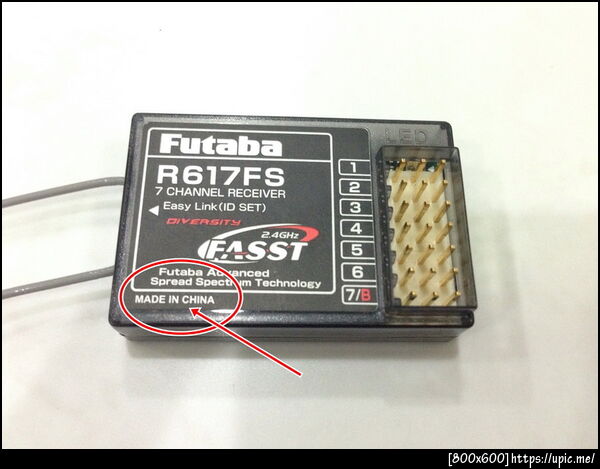 LED
Futaba
R617FS
7 CHANNEL RECEIVER
Easy Link(ID SET)
DIVERSITY
2.4GHz
FASST
Futaba Advanced
Spread Spectrum Technology
MADE IN CHINA
1
2
3
4
5
6
7/B
[800x600]https://upic.me/